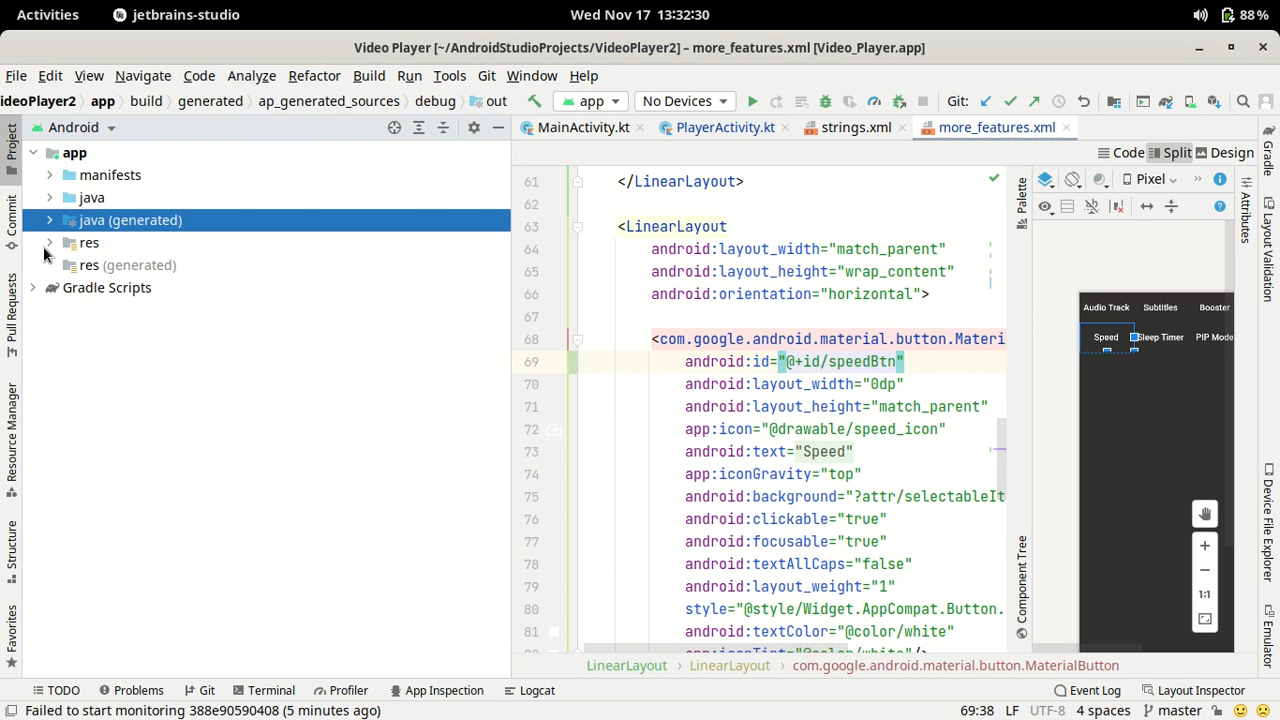 Activities jetbrains-studio Wed Nov 17 13:32:30 88%
Video Player [~/AndroidStudioProjects/VideoPlayer2] – more_features.xml [Video_Player.app]
File Edit View Navigate Code Analyze Refactor Build Run Tools Git Window Help
ideoPlayer2 app build generated ap_generated_sources debug out app No Devices Git:
Android MainActivity.kt PlayerActivity.kt strings.xml more_features.xml
Code Split Design
app
manifests
java
java (generated)
res
res (generated)
Gradle Scripts
Project
Commit
Pull Requests
Resource Manager
Structure
Favorites
61 </LinearLayout>
62
63 <LinearLayout
64 android:layout_width="match_parent"
65 android:layout_height="wrap_content"
66 android:orientation="horizontal">
67
68 <com.google.android.material.button.Materi
69 android:id="@+id/speedBtn"
70 android:layout_width="0dp"
71 android:layout_height="match_parent"
72 app:icon="@drawable/speed_icon"
73 android:text="Speed"
74 app:iconGravity="top"
75 android:background="?attr/selectableIt
76 android:clickable="true"
77 android:focusable="true"
78 android:textAllCaps="false"
79 android:layout_weight="1"
80 style="@style/Widget.AppCompat.Button.
81 android:textColor="@color/white"
app:iconTint="@color/white"/>
Palette
Component Tree
Pixel
Audio Track Subtitles Booster
Speed Sleep Timer PIP Mode
1:1
Attributes
Gradle
Layout Validation
Device File Explorer
Emulator
LinearLayout LinearLayout com.google.android.material.button.MaterialButton
TODO Problems Git Terminal Profiler App Inspection Logcat Event Log Layout Inspector
Failed to start monitoring 388e90590408 (5 minutes ago) 69:38 LF UTF-8 4 spaces master